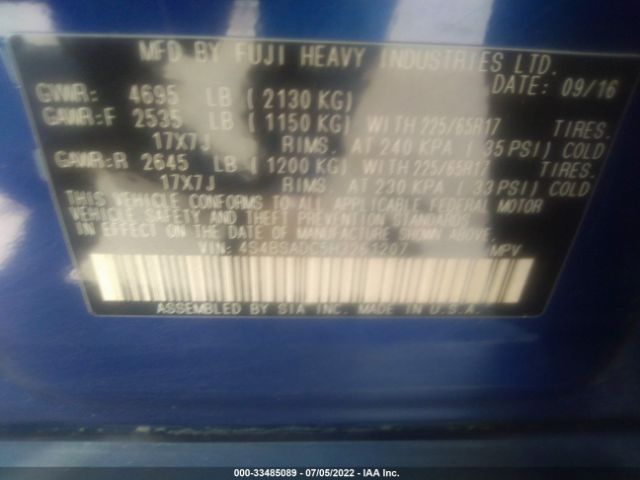 MFD BY FUJI HEAVY INDUSTRIES LTD.
DATE: 09/16
GVWR: 4695 LB ( 2130 KG)
GAWR:F 2535 LB ( 1150 KG) WITH 225/65R17 TIRES.
17X7J RIMS. AT 240 KPA ( 35 PSI) COLD
GAWR:R 2645 LB ( 1200 KG) WITH 225/65R17 TIRES.
17X7J RIMS. AT 230 KPA ( 33 PSI) COLD
THIS VEHICLE CONFORMS TO ALL APPLICABLE FEDERAL MOTOR
VEHICLE SAFETY AND THEFT PREVENTION STANDARDS
IN EFFECT ON THE DATE OF MANUFACTURE SHOWN ABOVE.
VIN: 4S4BSADC5H3251207 MPV
ASSEMBLED BY SIA INC. MADE IN U.S.A.
000-33485089 - 07/05/2022 - IAA Inc.